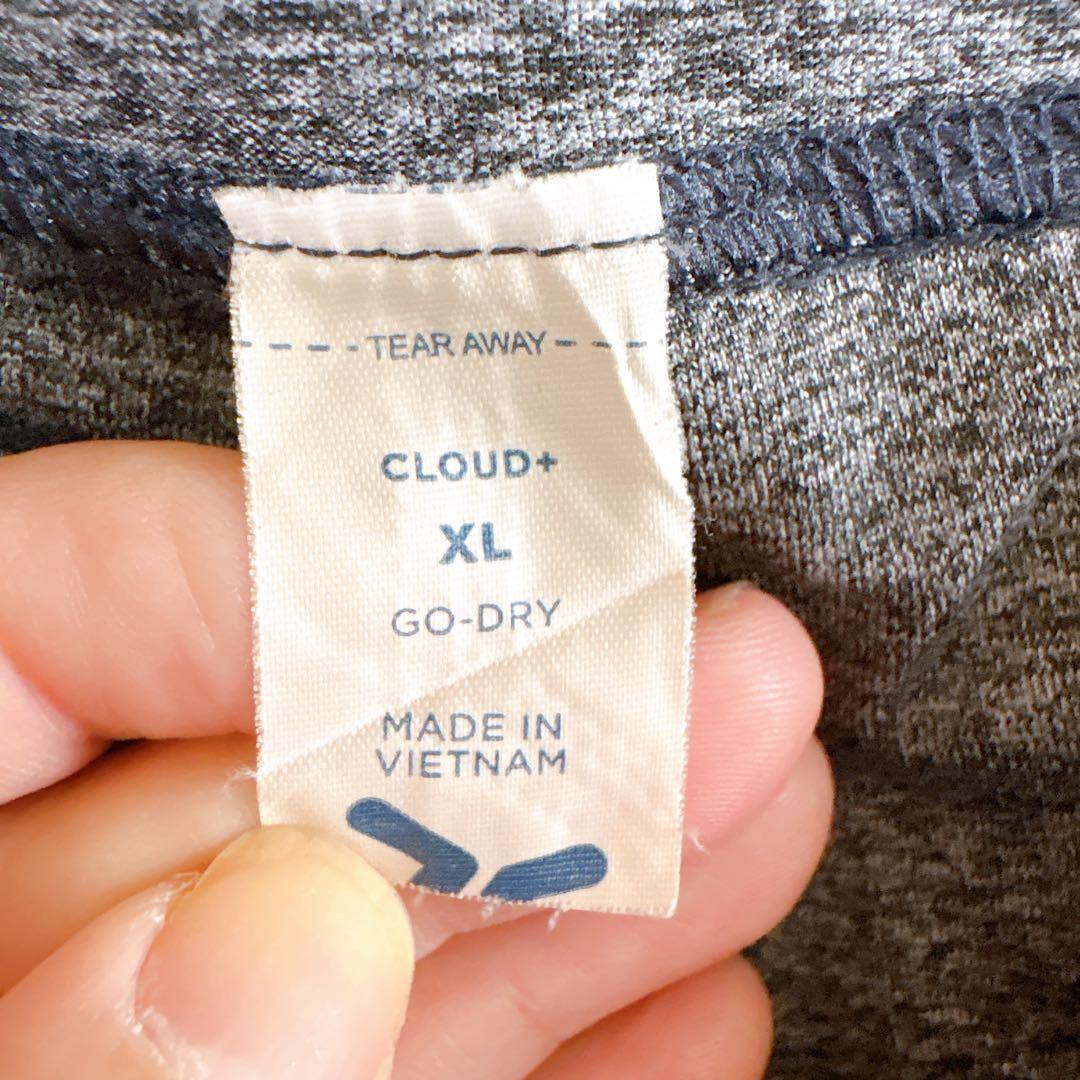 TEAR AWAY
CLOUD+
XL
GO-DRY
MADE IN
VIETNAM